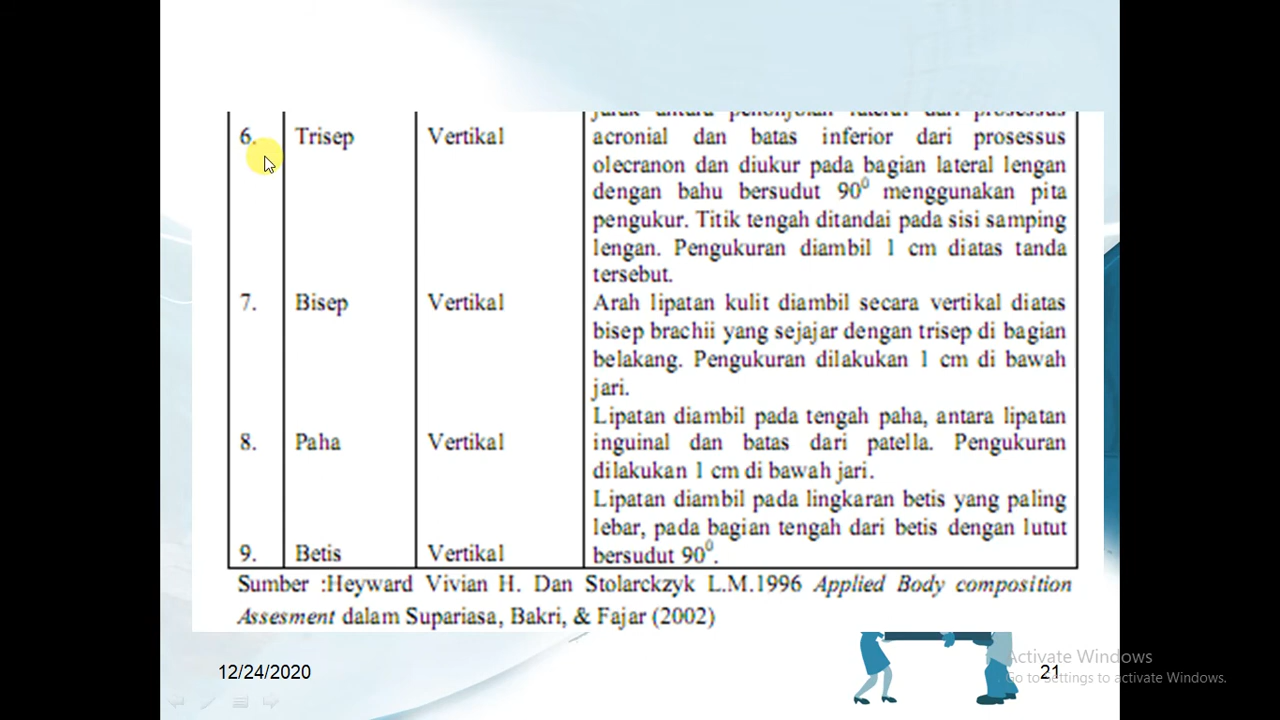 6. Trisep Vertikal acronial dan batas inferior dari prosessus
olecranon dan diukur pada bagian lateral lengan
dengan bahu bersudut 90⁰ menggunakan pita
pengukur. Titik tengah ditandai pada sisi samping
lengan. Pengukuran diambil 1 cm diatas tanda
tersebut.
7. Bisep Vertikal Arah lipatan kulit diambil secara vertikal diatas
bisep brachii yang sejajar dengan trisep di bagian
belakang. Pengukuran dilakukan 1 cm di bawah
jari.
Lipatan diambil pada tengah paha, antara lipatan
8. Paha Vertikal inguinal dan batas dari patella. Pengukuran
dilakukan 1 cm di bawah jari.
Lipatan diambil pada lingkaran betis yang paling
lebar, pada bagian tengah dari betis dengan lutut
9. Betis Vertikal bersudut 90⁰.
Sumber :Heyward Vivian H. Dan Stolarckzyk L.M.1996 Applied Body composition
Assesment dalam Supariasa, Bakri, & Fajar (2002)
12/24/2020
21
Activate Windows
Go to Settings to activate Windows.